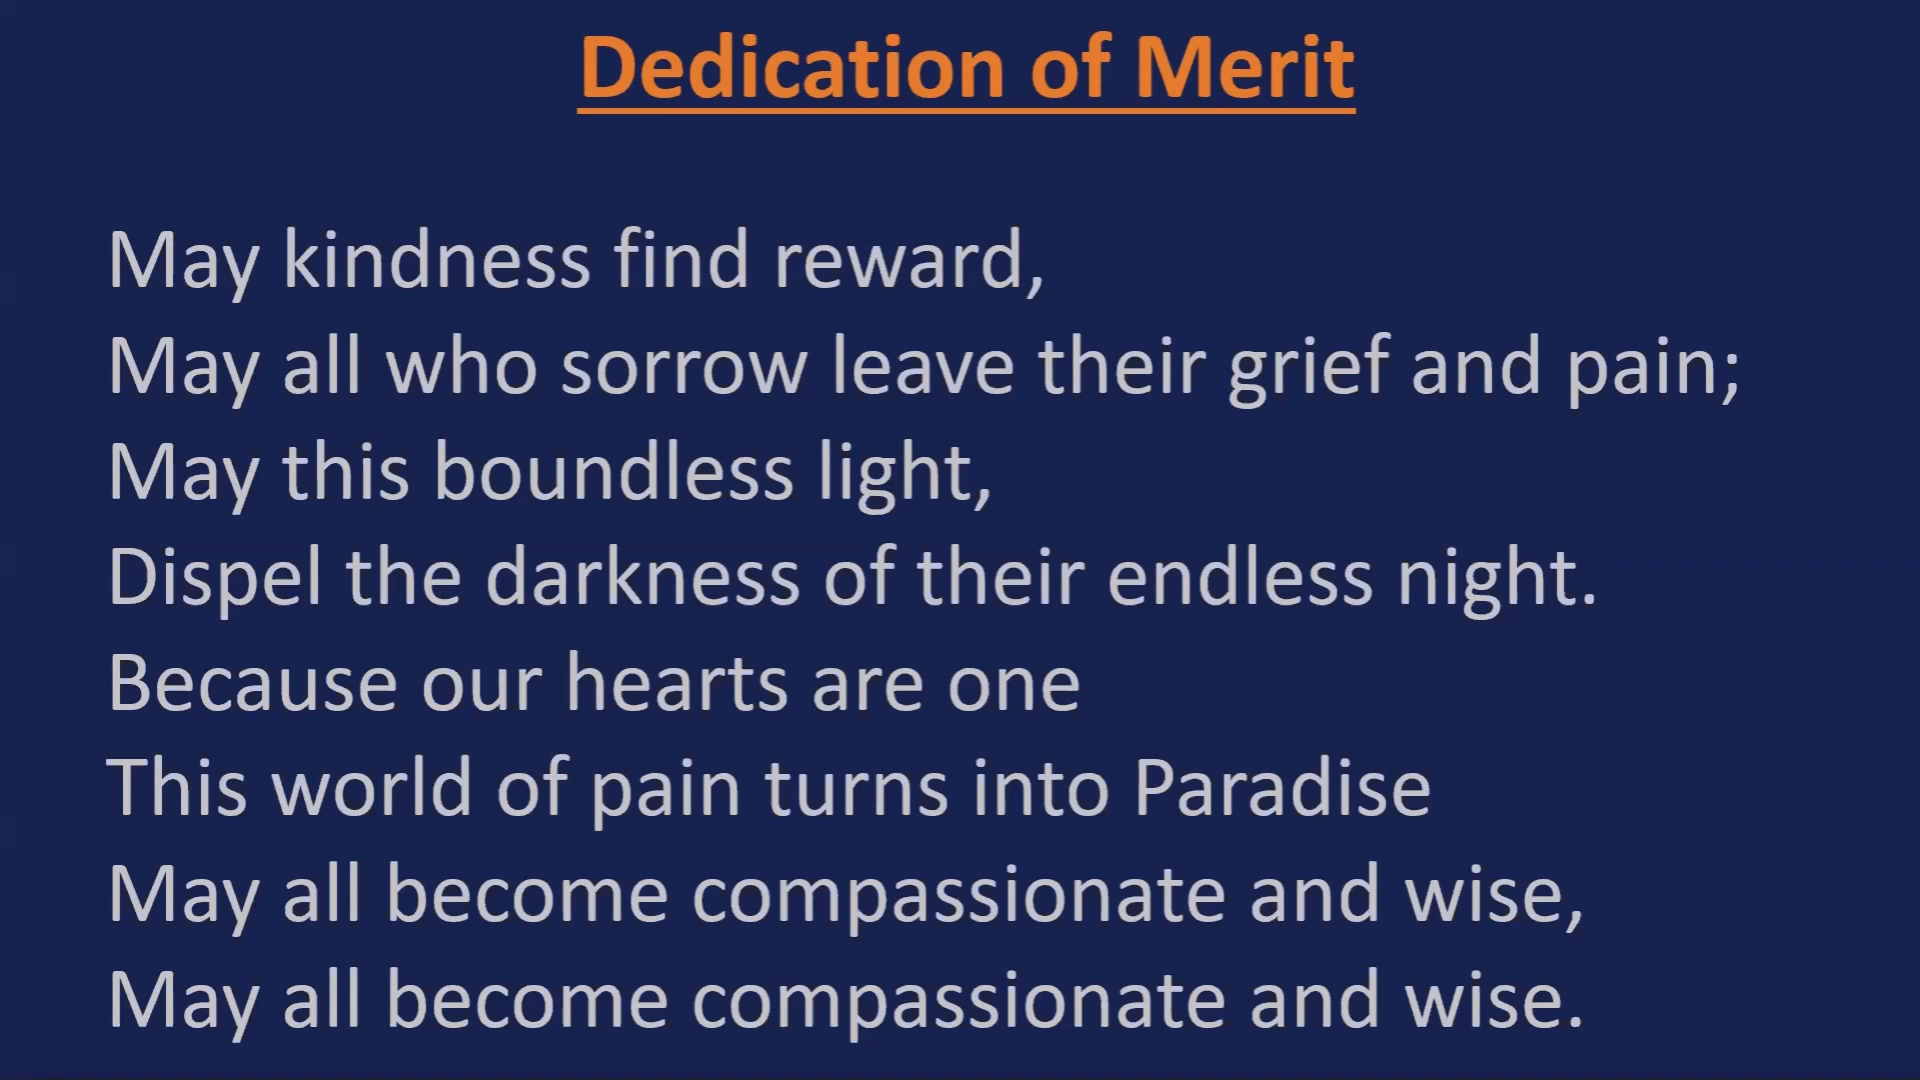 Dedication of Merit
May kindness find reward,
May all who sorrow leave their grief and pain;
May this boundless light,
Dispel the darkness of their endless night.
Because our hearts are one
This world of pain turns into Paradise
May all become compassionate and wise,
May all become compassionate and wise.